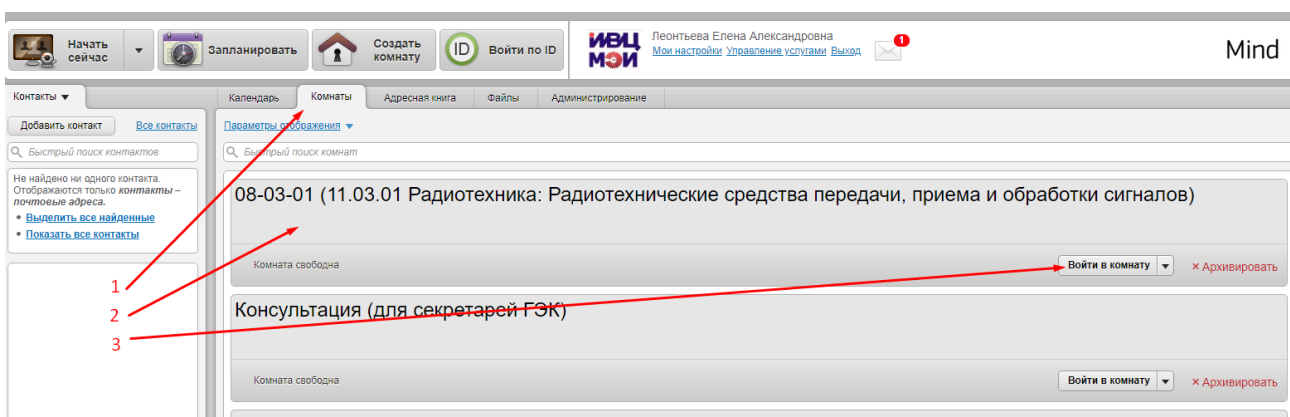 Начать
сейчас
Запланировать
Создать
комнату
ID
Войти по ID
ИВЦ
МЭИ
Леонтьева Елена Александровна
Мои настройки Управление услугами Выход
1
Mind
Контакты
Календарь Комнаты Адресная книга Файлы Администрирование
Добавить контакт Все контакты
Параметры отображения
Быстрый поиск контактов
Быстрый поиск комнат
Не найдено ни одного контакта.
Отображаются только контакты –
почтовые адреса.
• Выделить все найденные
• Показать все контакты
08-03-01 (11.03.01 Радиотехника: Радиотехнические средства передачи, приема и обработки сигналов)
Комната свободна Войти в комнату × Архивировать
1
2
3
Консультация (для секретарей ГЭК)
Комната свободна Войти в комнату × Архивировать